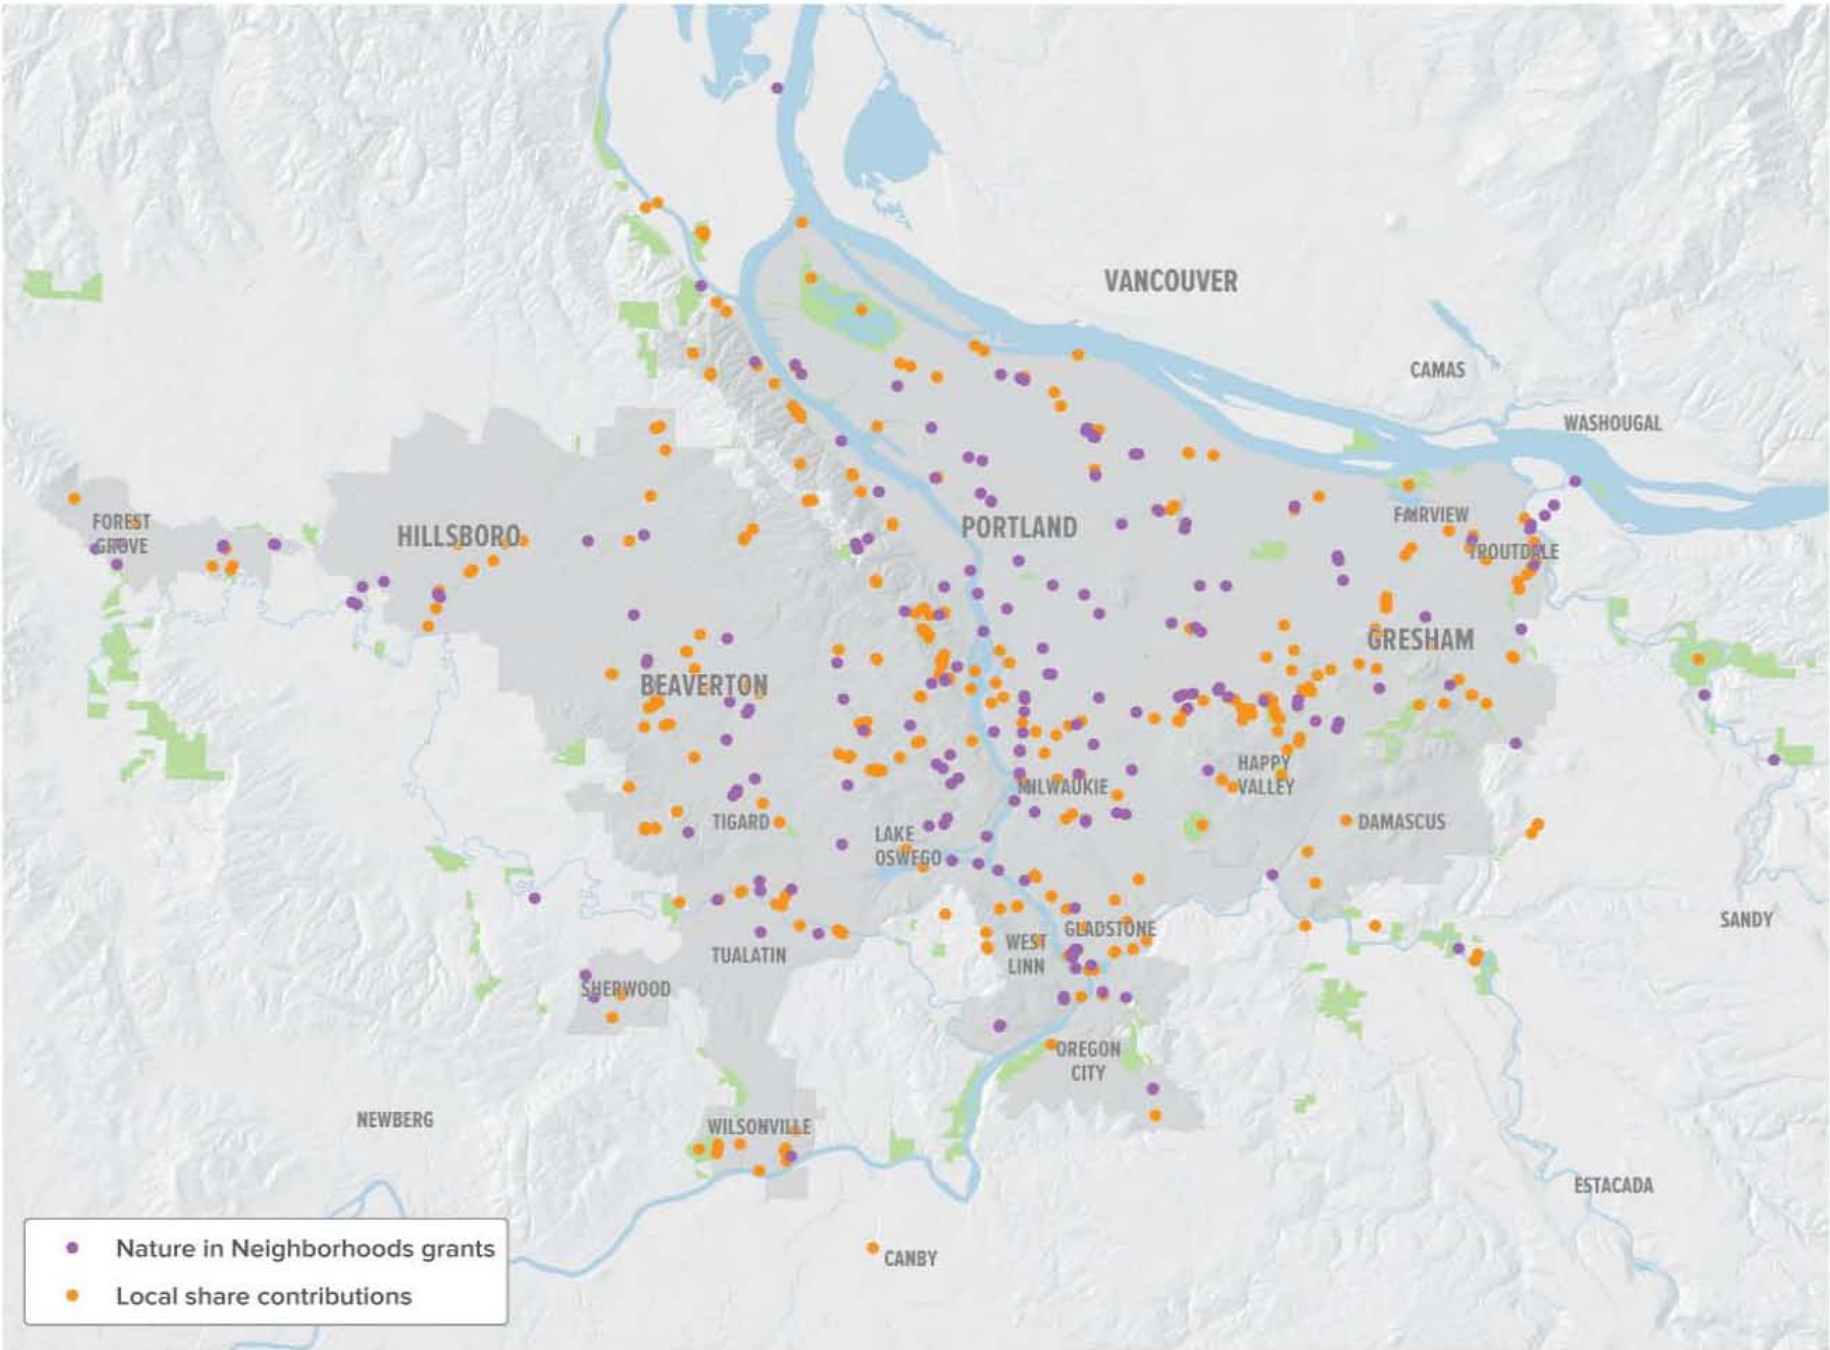 VANCOUVER
CAMAS
WASHOUGAL
FOREST
GROVE
HILLSBORO
PORTLAND
FAIRVIEW
TROUTDALE
GRESHAM
BEAVERTON
HAPPY
VALLEY
MILWAUKIE
TIGARD
LAKE
OSWEGO
DAMASCUS
SANDY
TUALATIN
WEST
LINN
GLADSTONE
SHERWOOD
OREGON
CITY
NEWBERG
WILSONVILLE
ESTACADA
CANBY
Nature in Neighborhoods grants
Local share contributions